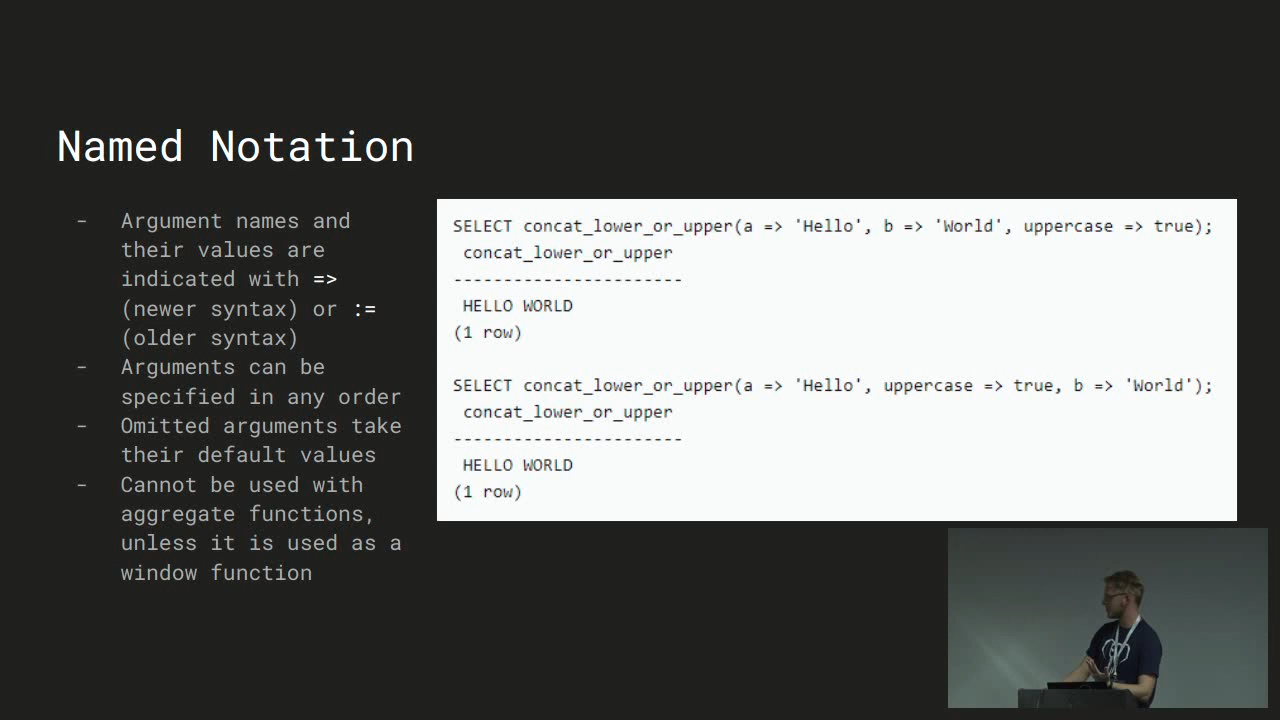 Named Notation
- Argument names and
their values are
indicated with =>
(newer syntax) or :=
(older syntax)
- Arguments can be
specified in any order
- Omitted arguments take
their default values
- Cannot be used with
aggregate functions,
unless it is used as a
window function
SELECT concat_lower_or_upper(a => 'Hello', b => 'World', uppercase => true);
concat_lower_or_upper
-----------------------
HELLO WORLD
(1 row)
SELECT concat_lower_or_upper(a => 'Hello', uppercase => true, b => 'World');
concat_lower_or_upper
-----------------------
HELLO WORLD
(1 row)